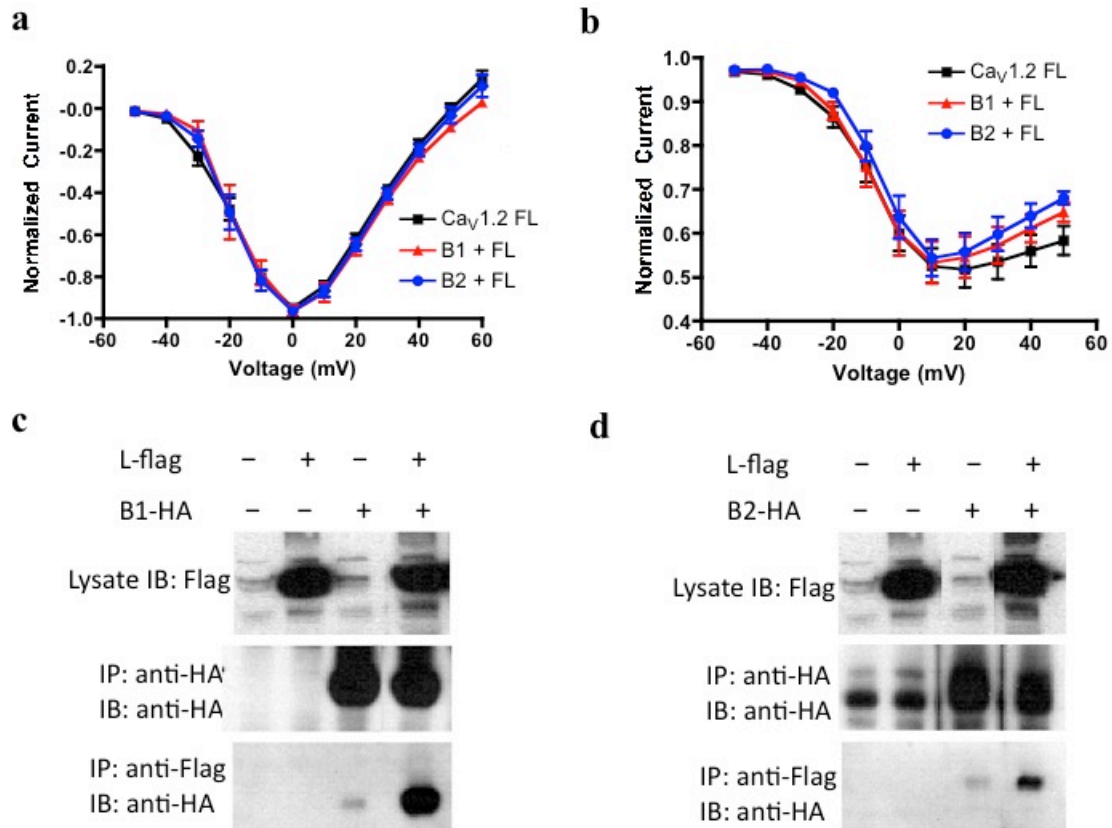 a
Normalized Current
0.2
-0.0
-0.2
-0.4
-0.6
-0.8
-1.0
-60 -40 -20 0 20 40 60
Voltage (mV)
CaV1.2 FL
B1 + FL
B2 + FL
b
Normalized Current
1.0
0.9
0.8
0.7
0.6
0.5
0.4
-60 -40 -20 0 20 40 60
Voltage (mV)
CaV1.2 FL
B1 + FL
B2 + FL
c
L-flag − + − +
B1-HA − − + +
Lysate IB: Flag
IP: anti-HA
IB: anti-HA
IP: anti-Flag
IB: anti-HA
d
L-flag − + − +
B2-HA − − + +
Lysate IB: Flag
IP: anti-HA
IB: anti-HA
IP: anti-Flag
IB: anti-HA